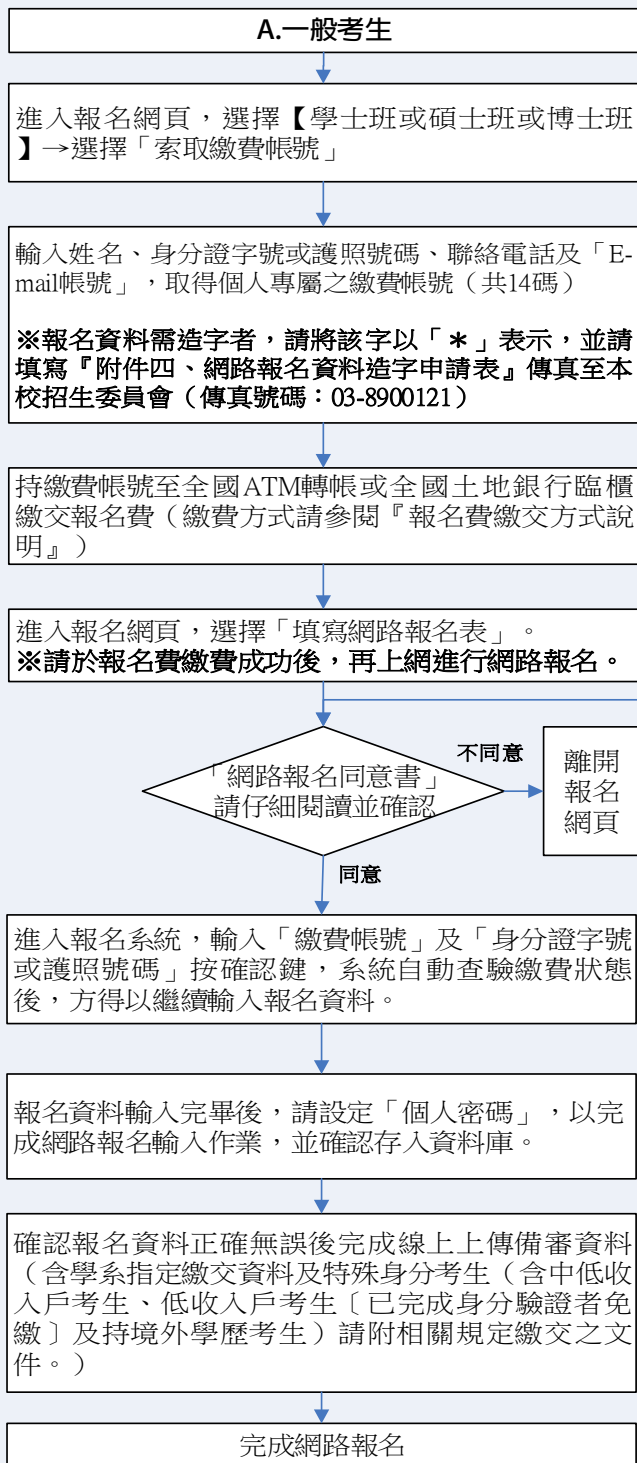 A.一般考生
進入報名網頁，選擇【學士班或碩士班或博士班
】→選擇「索取繳費帳號」
輸入姓名、身分證字號或護照號碼、聯絡電話及「E-
mail帳號」，取得個人專屬之繳費帳號（共14碼）
※報名資料需造字者，請將該字以「＊」表示，並請
填寫『附件四、網路報名資料造字申請表』傳真至本
校招生委員會（傳真號碼：03-8900121）
持繳費帳號至全國ATM轉帳或全國土地銀行臨櫃
繳交報名費（繳費方式請參閱『報名費繳交方式說
明』）
進入報名網頁，選擇「填寫網路報名表」。
※請於報名費繳費成功後，再上網進行網路報名。
「網路報名同意書」
請仔細閱讀並確認
不同意
離開
報名
網頁
同意
進入報名系統，輸入「繳費帳號」及「身分證字號
或護照號碼」按確認鍵，系統自動查驗繳費狀態
後，方得以繼續輸入報名資料。
報名資料輸入完畢後，請設定「個人密碼」，以完
成網路報名輸入作業，並確認存入資料庫。
確認報名資料正確無誤後完成線上上傳備審資料
（含學系指定繳交資料及特殊身分考生（含中低收
入戶考生、低收入戶考生〔已完成身分驗證者免
繳〕及持境外學歷考生）請附相關規定繳交之文
件。）
完成網路報名